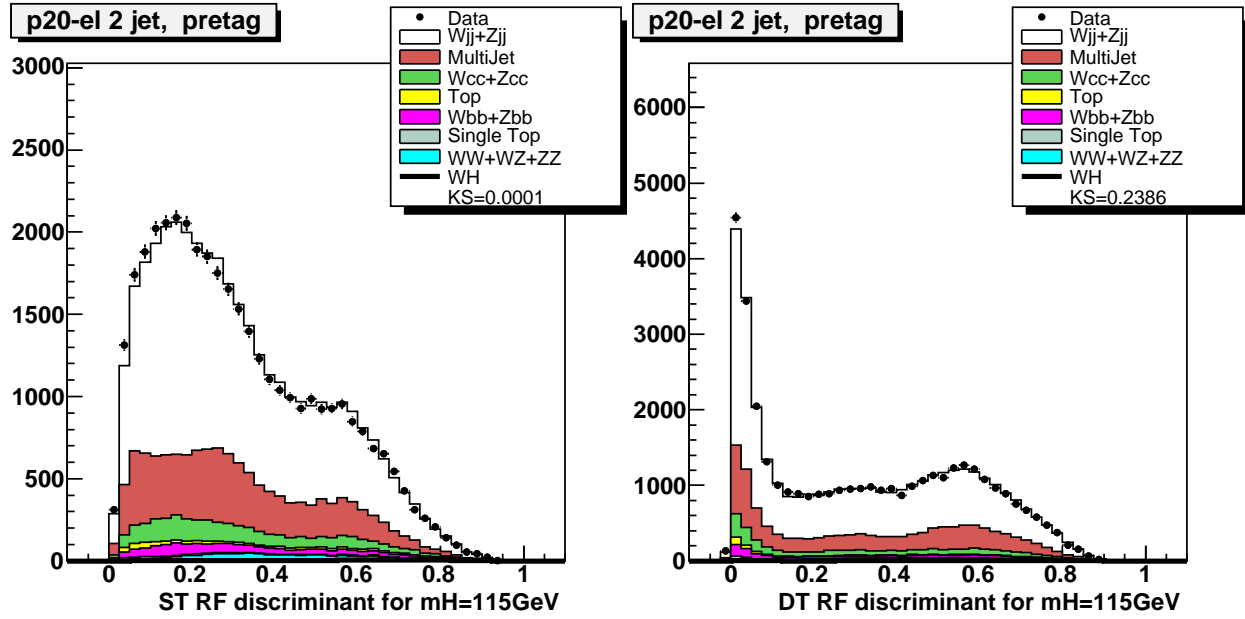 p20-el 2 jet, pretag
Data
Wjj+Zjj
MultiJet
Wcc+Zcc
Top
Wbb+Zbb
Single Top
WW+WZ+ZZ
WH
KS=0.0001
3000
2500
2000
1500
1000
500
0
0 0.2 0.4 0.6 0.8 1
ST RF discriminant for mH=115GeV
p20-el 2 jet, pretag
Data
Wjj+Zjj
MultiJet
Wcc+Zcc
Top
Wbb+Zbb
Single Top
WW+WZ+ZZ
WH
KS=0.2386
6000
5000
4000
3000
2000
1000
0
0 0.2 0.4 0.6 0.8 1
DT RF discriminant for mH=115GeV